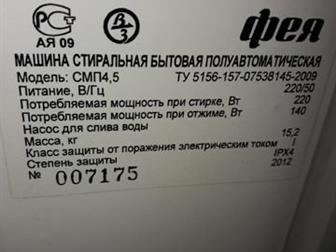 РСТ
АЯ 09
фея
МАШИНА СТИРАЛЬНАЯ БЫТОВАЯ ПОЛУАВТОМАТИЧЕСКАЯ
Модель: СМП4,5 ТУ 5156-157-07538145-2009
Питание, В/Гц 220/50
Потребляемая мощность при стирке, Вт 220
Потребляемая мощность при отжиме, Вт 140
Насос для слива воды
Масса, кг 15,2
Класс защиты от поражения электрическим током I
Степень защиты IPX4
2012
№ 007175